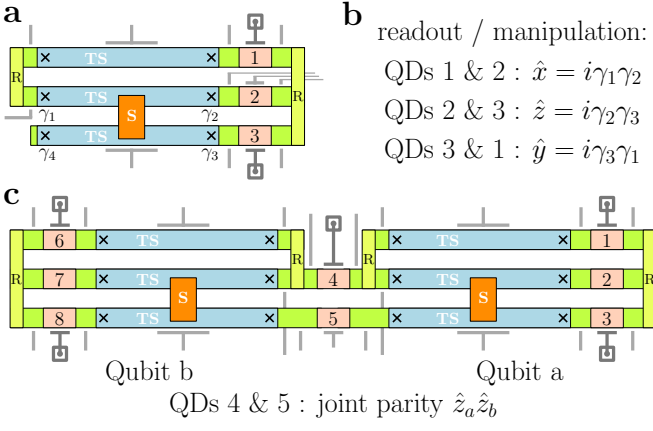 a
TS
1
R
R
TS
2
γ₁
γ₂
S
TS
3
γ₄
γ₃
b
readout / manipulation:
QDs 1 & 2 : x̂ = iγ₁γ₂
QDs 2 & 3 : ẑ = iγ₂γ₃
QDs 3 & 1 : ŷ = iγ₃γ₁
c
6
TS
TS
1
R
7
TS
R
4
R
TS
2
R
S
S
8
TS
5
TS
3
Qubit b
Qubit a
QDs 4 & 5 : joint parity ẑₐẑ_b